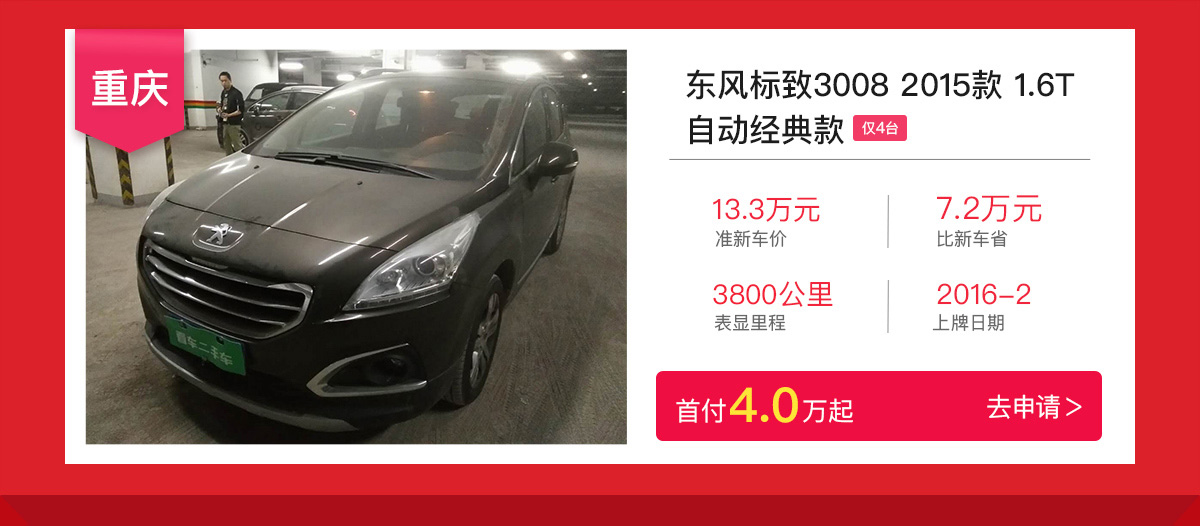 重庆
东风标致3008 2015款 1.6T
自动经典款 仅4台
13.3万元
准新车价
7.2万元
比新车省
3800公里
表显里程
2016-2
上牌日期
首付4.0万起
去申请>
二手车